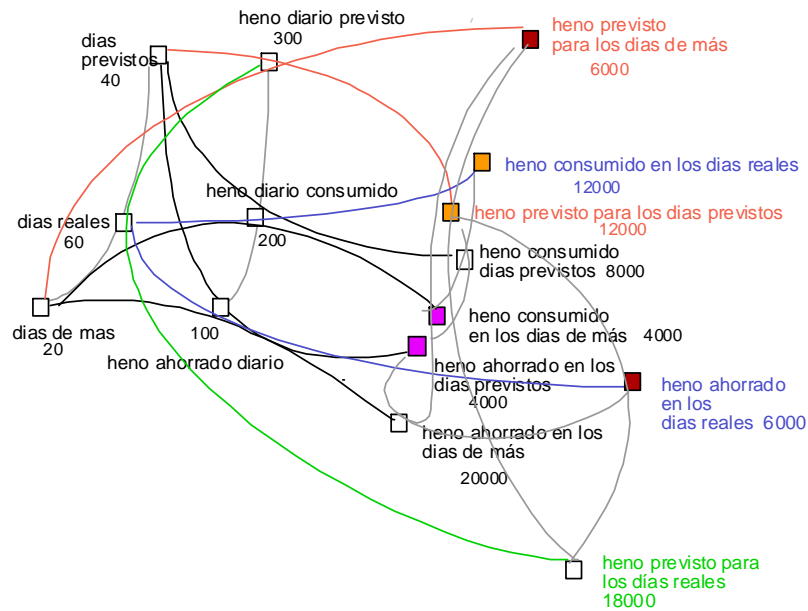 heno diario previsto
300
dias
previstos
40
heno previsto
para los dias de más
6000
heno consumido en los dias reales
12000
heno diario consumido
200
heno previsto para los dias previstos
12000
dias reales
60
heno consumido
dias previstos 8000
dias de mas
20
100
heno ahorrado diario
heno consumido
en los dias de más 4000
heno ahorrado en los
dias previstos
4000
heno ahorrado
en los
dias reales 6000
heno ahorrado en los
dias de más
20000
heno previsto para
los días reales
18000